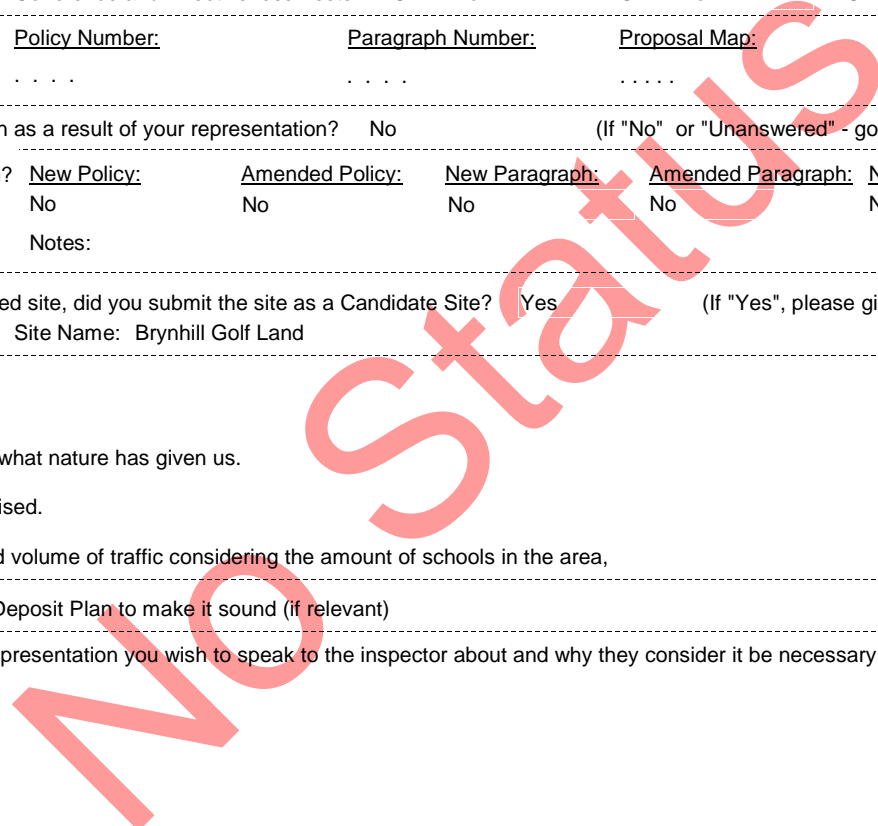 Policy Number: Paragraph Number: Proposal Map:
. . . . . . . . . . . . .
as a result of your representation? No (If "No" or "Unanswered" - go
? New Policy: Amended Policy: New Paragraph: Amended Paragraph:
No No No No
Notes:
ed site, did you submit the site as a Candidate Site? Yes (If "Yes", please gi
Site Name: Brynhill Golf Land
what nature has given us.
ised.
d volume of traffic considering the amount of schools in the area,
Deposit Plan to make it sound (if relevant)
presentation you wish to speak to the inspector about and why they consider it be necessary
No Status